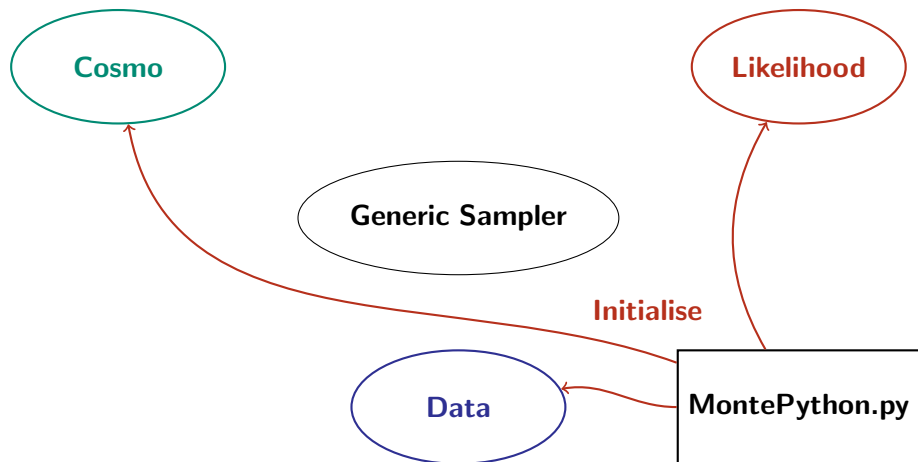 Cosmo
Likelihood
Generic Sampler
Initialise
Data
MontePython.py